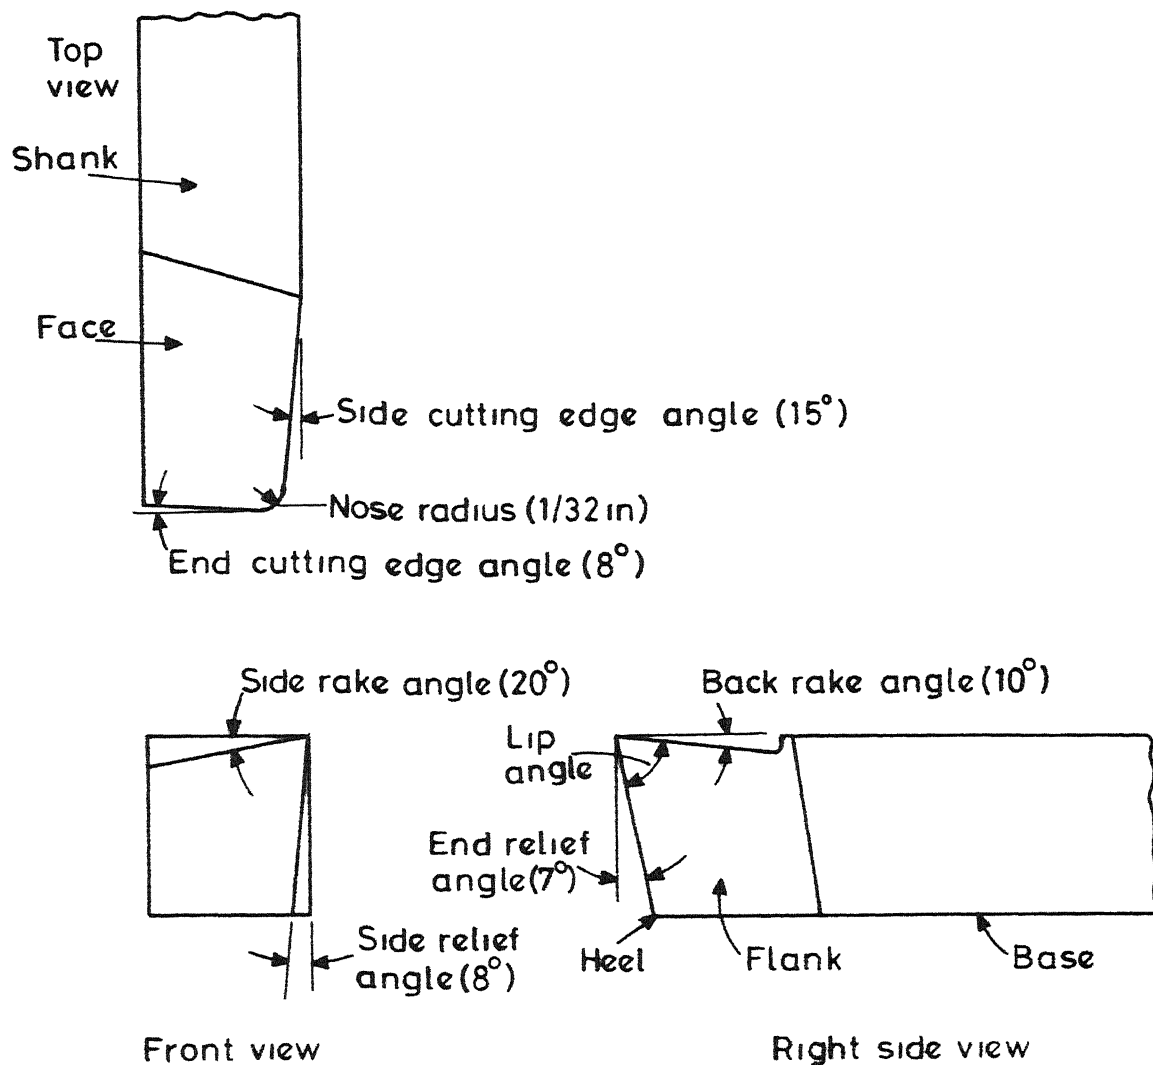 Top
view
Shank
Face
Side cutting edge angle (15°)
Nose radius (1/32 in)
End cutting edge angle (8°)
Side rake angle (20°)
Back rake angle (10°)
Lip
angle
End relief
angle (7°)
Side relief
angle (8°)
Heel
Flank
Base
Front view
Right side view